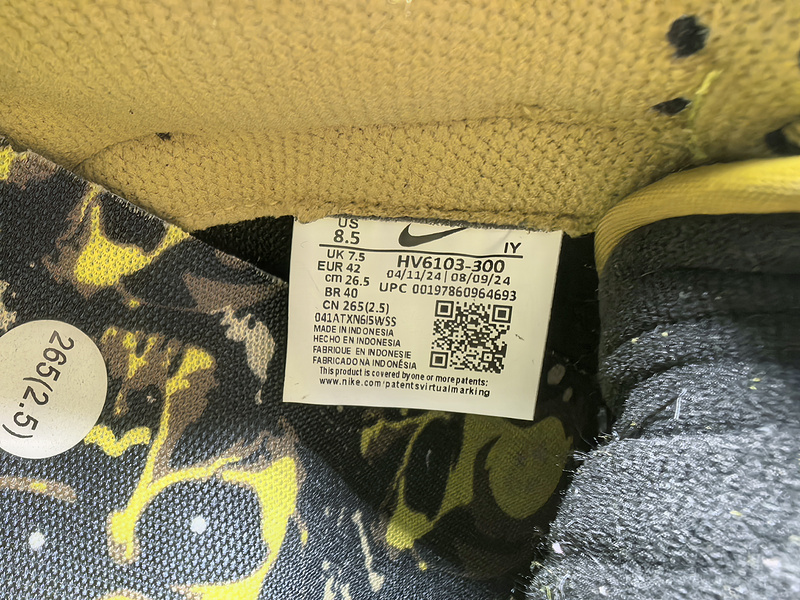 US
8.5
IY
UK 7.5
HV6103-300
EUR 42
04/11/24 | 08/09/24
cm 26.5
UPC 00197860964693
BR 40
CN 265(2.5)
041ATXN6I5WSS
MADE IN INDONESIA
HECHO EN INDONESIA
FABRIQUE EN INDONESIE
FABRICADO NA INDONÉSIA
This product is covered by one or more patents:
www.nike.com/patentsvirtualmarking
265(2.5)